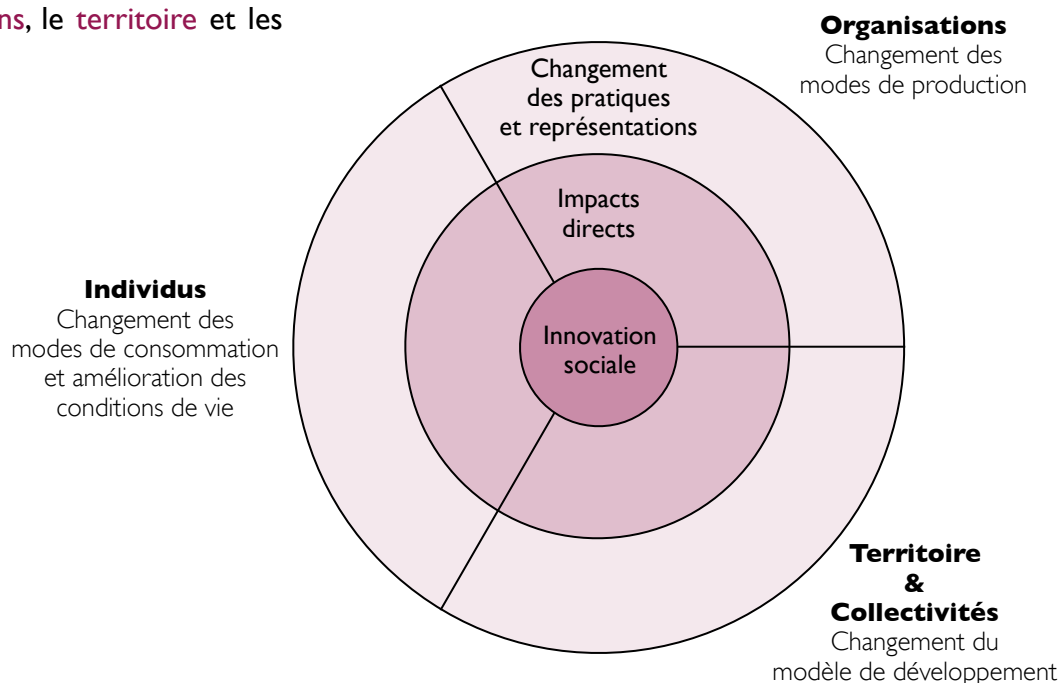 ns, le territoire et les
Organisations
Changement des
modes de production
Changement
des pratiques
et représentations
Impacts
directs
Innovation
sociale
Individus
Changement des
modes de consommation
et amélioration des
conditions de vie
Territoire
&
Collectivités
Changement du
modèle de développement